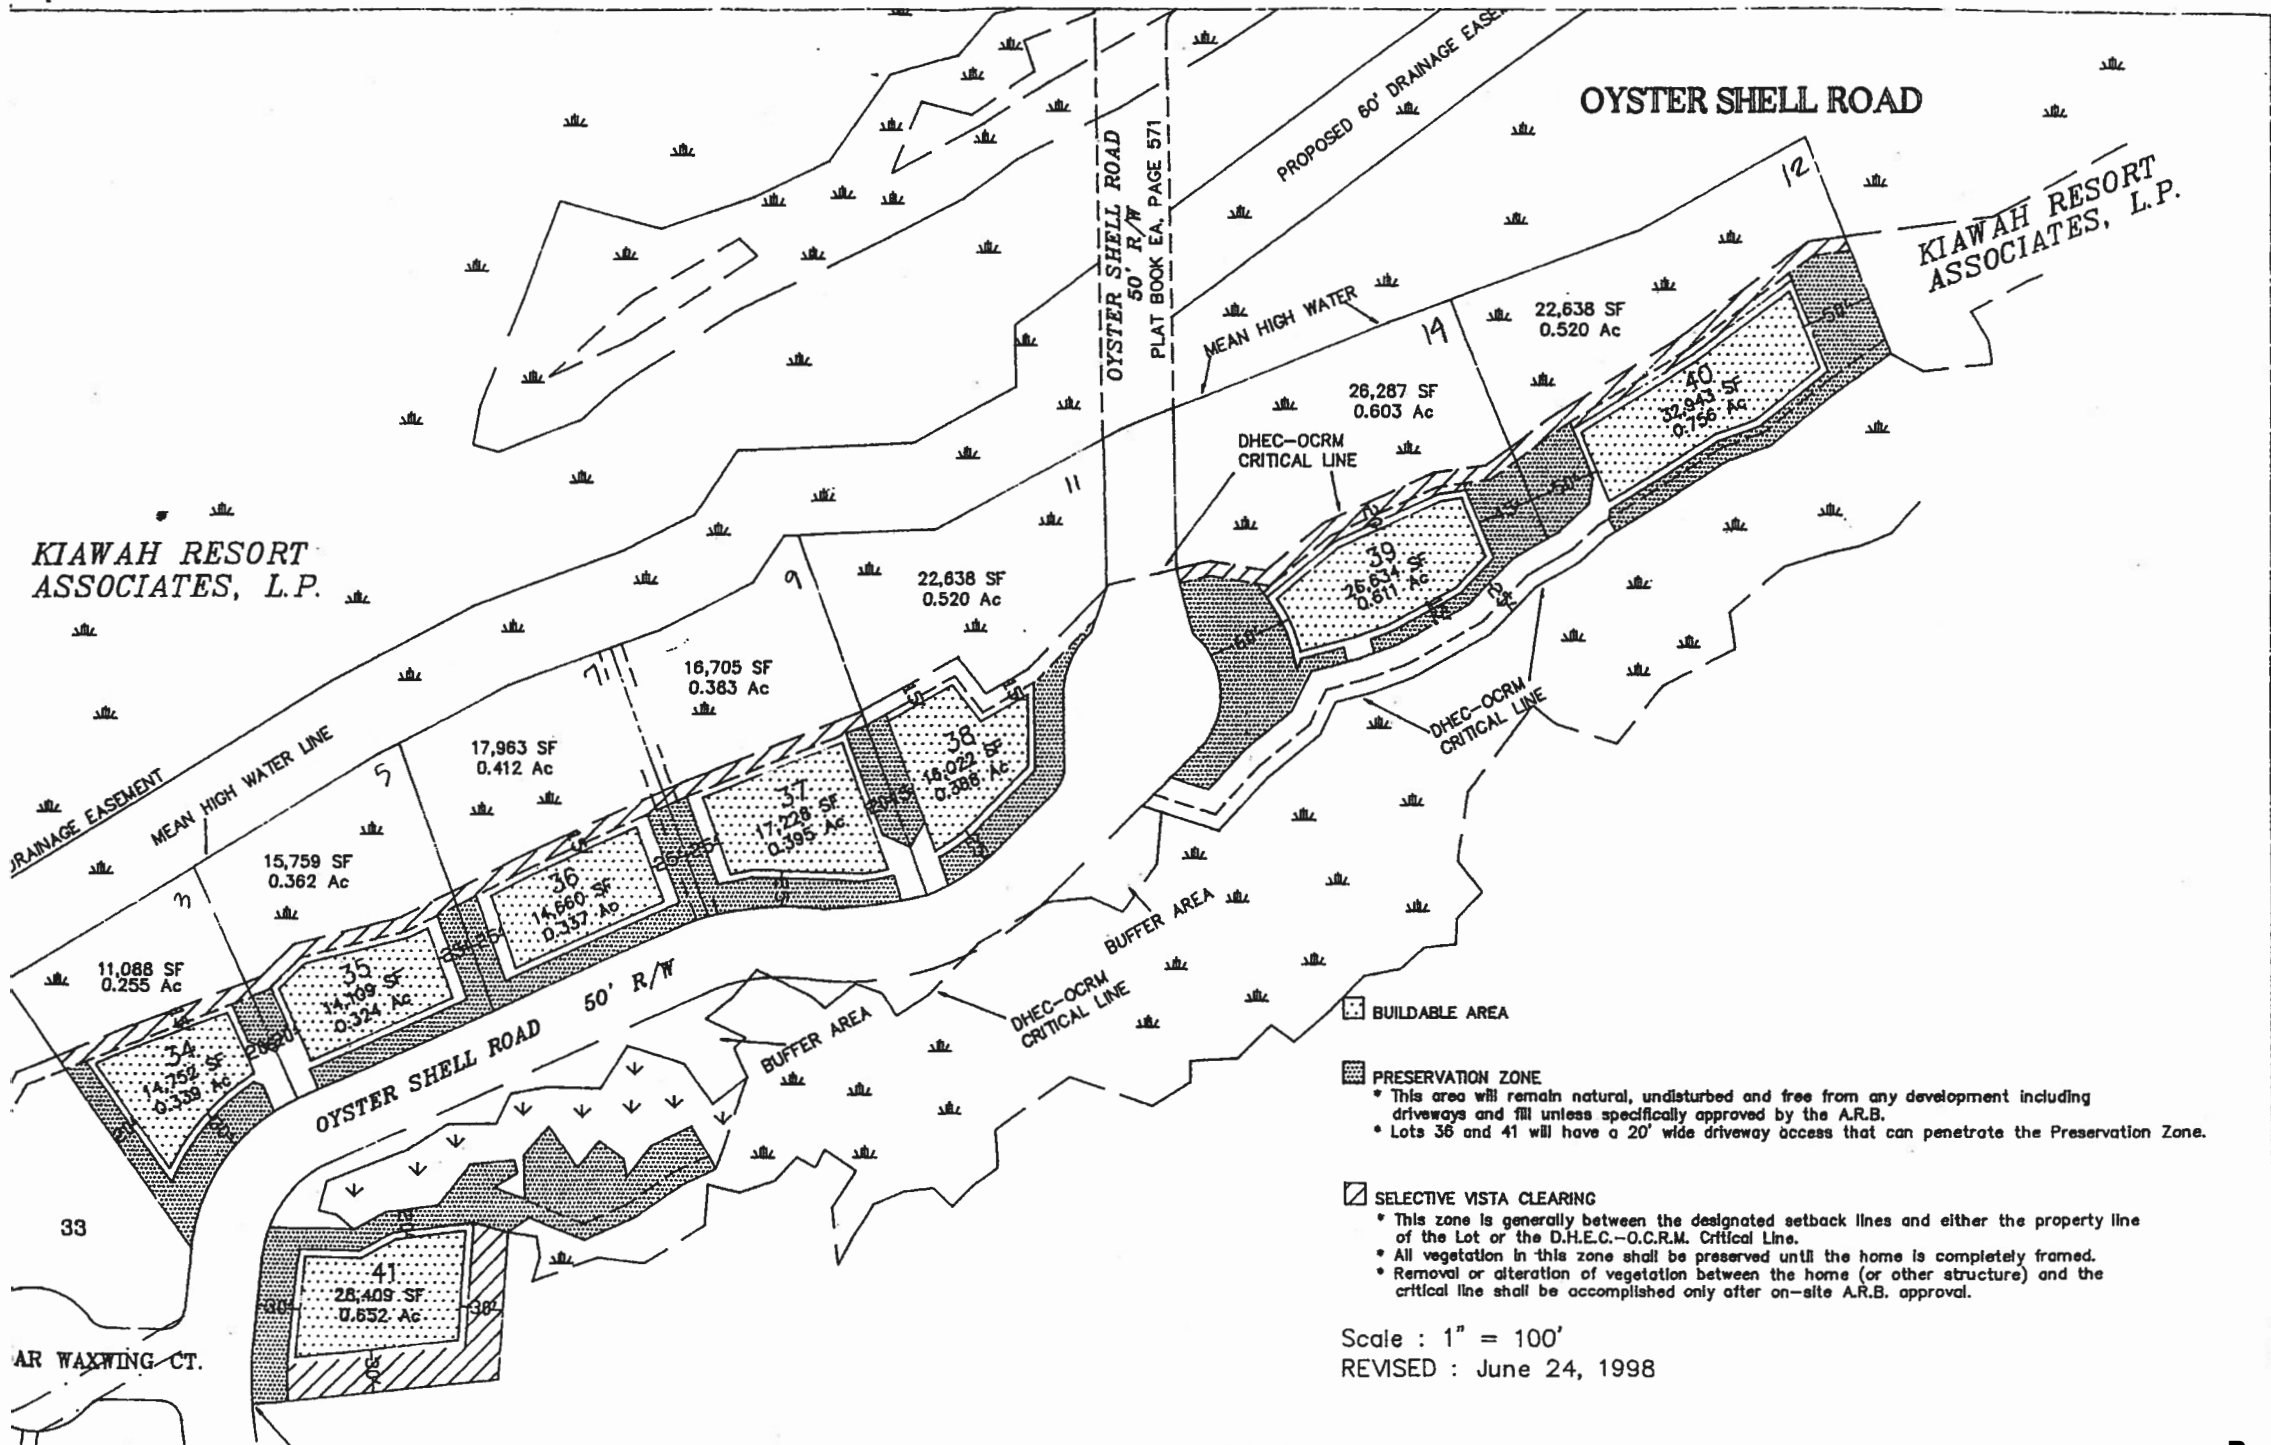 OYSTER SHELL ROAD
PROPOSED 60' DRAINAGE
OYSTER SHELL ROAD
50' R/W
PLAT BOOK EA, PAGE 571
KIAWAH RESORT
ASSOCIATES, L.P.
12
MEAN HIGH WATER
14
22,638 SF
0.520 Ac
26,287 SF
0.603 Ac
40
32,943 SF
0.756 Ac
50'
DHEC-OCRM
CRITICAL LINE
11
KIAWAH RESORT
ASSOCIATES, L.P.
39
26,634 SF
0.611 Ac
45'
50'
60'
9
22,638 SF
0.520 Ac
7
16,705 SF
0.383 Ac
DHEC-OCRM
CRITICAL LINE
38
0.388 Ac
5
17,963 SF
0.412 Ac
37
17,228 SF
0.395 Ac
MEAN HIGH WATER LINE
EASEMENT
3
15,759 SF
0.362 Ac
36
14,660 SF
0.337 Ac
25'
25'
BUFFER AREA
11,088 SF
0.255 Ac
35
14,109 SF
0.324 Ac
50' R/W
DHEC-OCRM
CRITICAL LINE
34
14,752 SF
0.339 Ac
OYSTER SHELL ROAD
BUFFER AREA
BUILDABLE AREA
PRESERVATION ZONE
* This area will remain natural, undisturbed and free from any development including
driveways and fill unless specifically approved by the A.R.B.
* Lots 36 and 41 will have a 20' wide driveway access that can penetrate the Preservation Zone.
SELECTIVE VISTA CLEARING
* This zone is generally between the designated setback lines and either the property line
of the Lot or the D.H.E.C.-O.C.R.M. Critical Line.
* All vegetation in this zone shall be preserved until the home is completely framed.
* Removal or alteration of vegetation between the home (or other structure) and the
critical line shall be accomplished only after on-site A.R.B. approval.
33
41
28,409 SF
0.652 Ac
30'
30'
30'
WAXWING CT.
Scale : 1" = 100'
REVISED : June 24, 1998